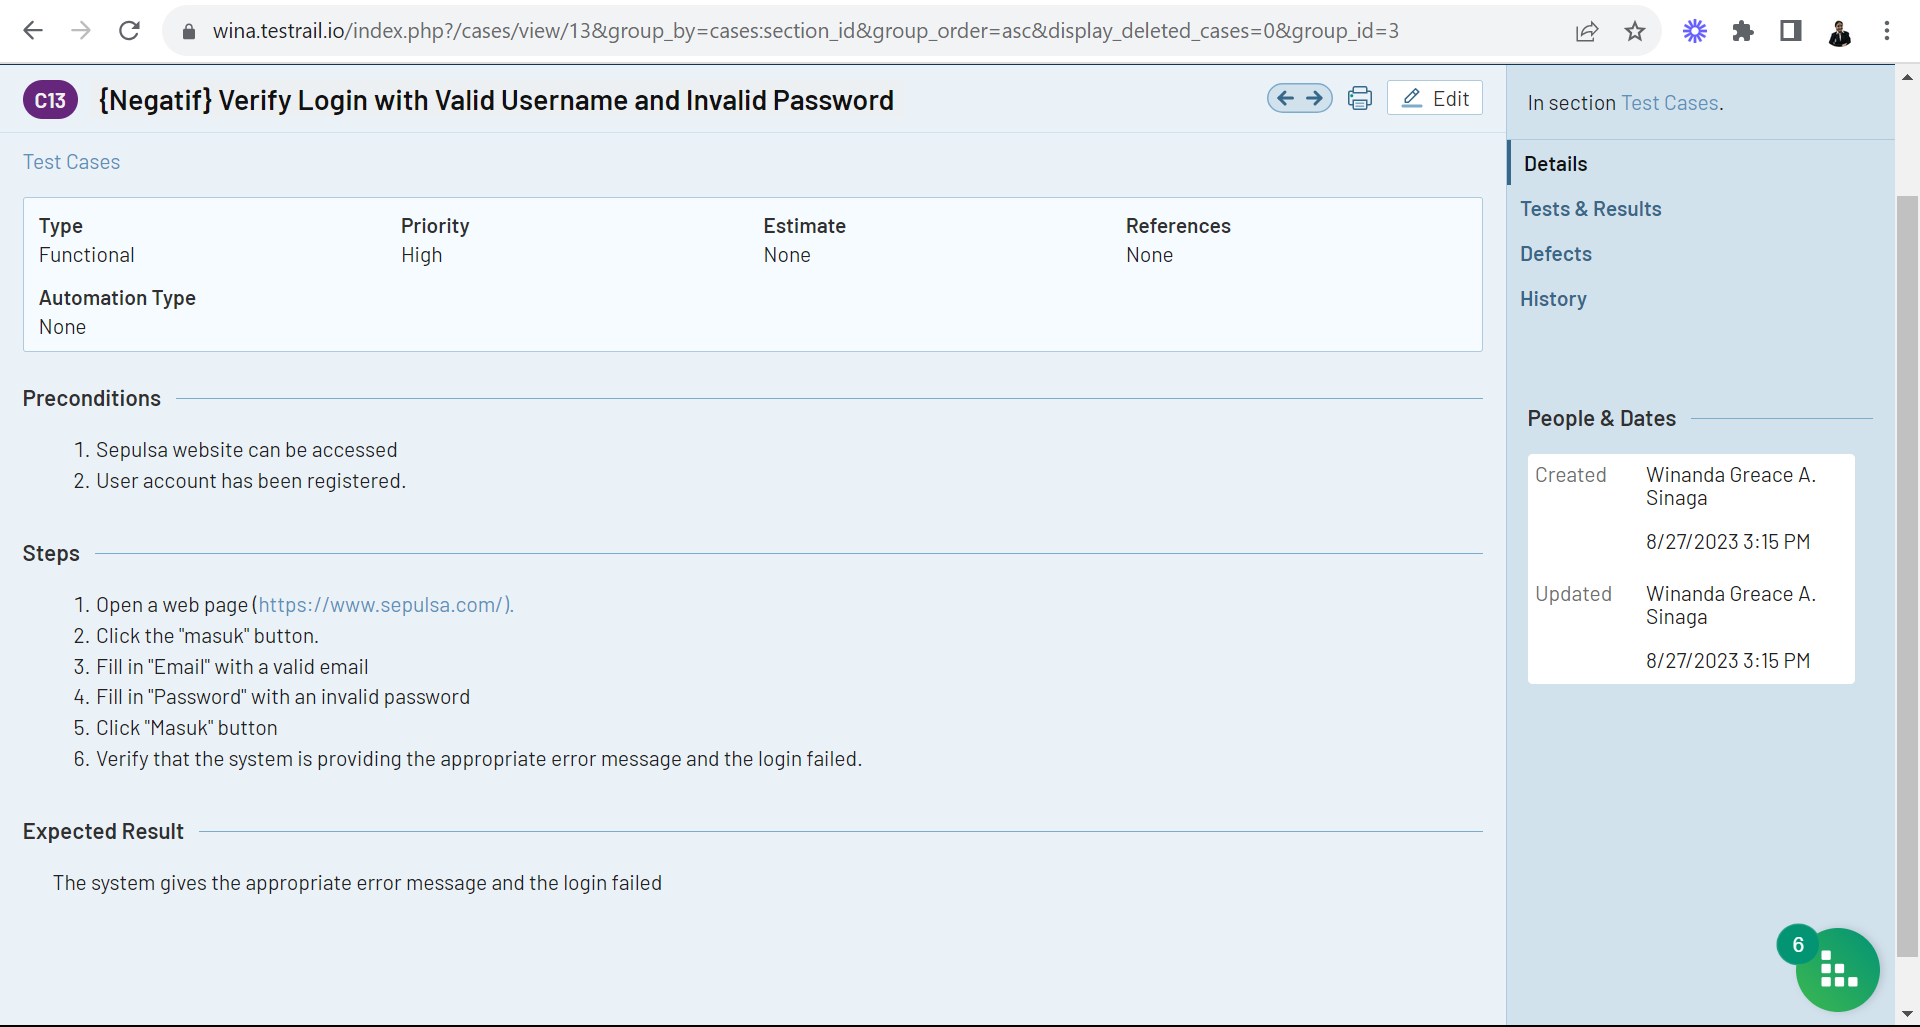 wina.testrail.io/index.php?/cases/view/13&group_by=cases:section_id&group_order=asc&display_deleted_cases=0&group_id=3
C13 {Negatif} Verify Login with Valid Username and Invalid Password
Edit
Test Cases
Type Priority Estimate References
Functional High None None
Automation Type
None
Preconditions
1. Sepulsa website can be accessed
2. User account has been registered.
Steps
1. Open a web page (https://www.sepulsa.com/).
2. Click the "masuk" button.
3. Fill in "Email" with a valid email
4. Fill in "Password" with an invalid password
5. Click "Masuk" button
6. Verify that the system is providing the appropriate error message and the login failed.
Expected Result
The system gives the appropriate error message and the login failed
In section Test Cases.
Details
Tests & Results
Defects
History
People & Dates
Created Winanda Greace A.
Sinaga
8/27/2023 3:15 PM
Updated Winanda Greace A.
Sinaga
8/27/2023 3:15 PM
6